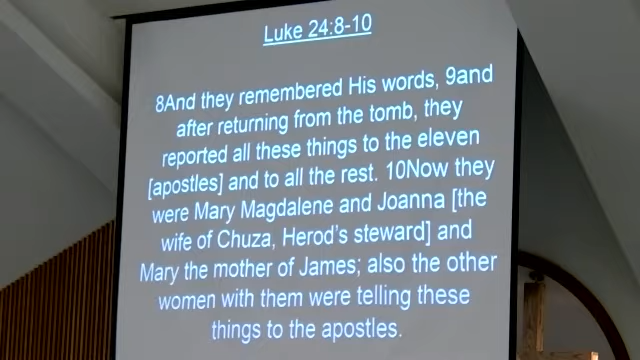 Luke 24:8-10
8And they remembered His words, 9and
after returning from the tomb, they
reported all these things to the eleven
[apostles] and to all the rest. 10Now they
were Mary Magdalene and Joanna [the
wife of Chuza, Herod's steward] and
Mary the mother of James; also the other
women with them were telling these
things to the apostles.